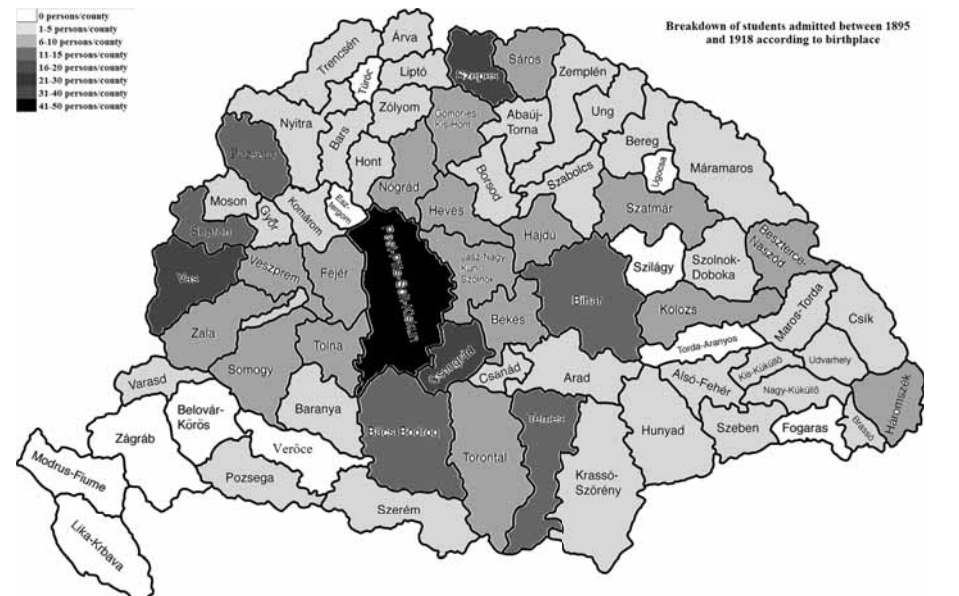 0 persons/county
1-5 persons/county
6-10 persons/county
11-15 persons/county
16-20 persons/county
21-30 persons/county
31-40 persons/county
41-50 persons/county
Breakdown of students admitted between 1895
and 1918 according to birthplace
Árva
Trencsén
Túróc
Liptó
Szepes
Sáros
Zemplén
Zólyom
Gömör-és
Kis-Hont
Abaúj-
Torna
Ung
Nyitra
Bars
Hont
Bereg
Ugocsa
Máramaros
Pozsony
Nógrád
Borsod
Szabolcs
Moson
Győr
Komárom
Esz-
tergom
Heves
Hajdú
Szatmár
Sopron
Beszterce-
Naszód
Vas
Veszprem
Fejér
Jász-Nagy-
Kun-
Szolnok
Szilágy
Szolnok-
Doboka
Bihar
Kolozs
Maros-Torda
Csík
Zala
Tolna
Békés
Torda-Aranyos
Somogy
Csongrád
Csanád
Arad
Alsó-Fehér
Kis-Küküllő
Udvarhely
Nagy-Küküllő
Varasd
Baranya
Háromszék
Belovár-
Körös
Zágráb
Verőce
Bács Bodrog
Torontál
Temes
Hunyad
Szeben
Fogaras
Brassó
Modrus-Fiume
Pozsega
Krassó-
Szörény
Szerém
Lika-Krbava